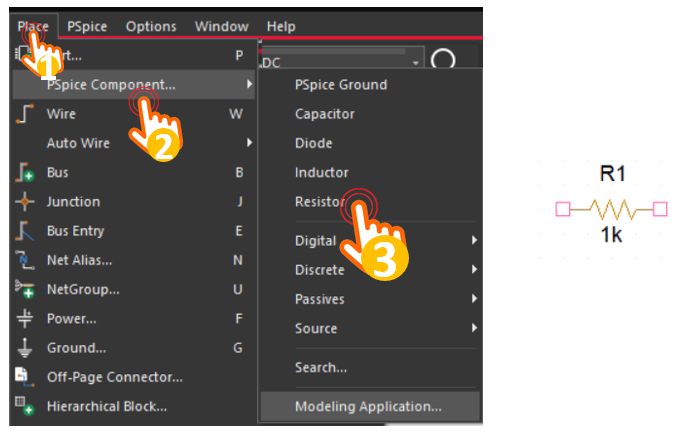 Place PSpice Options Window Help
rt... P
DC
PSpice Component...
Wire W
Auto Wire
Bus B
Junction J
Bus Entry E
Net Alias... N
NetGroup... U
Power... F
Ground... G
Off-Page Connector...
Hierarchical Block...
PSpice Ground
Capacitor
Diode
Inductor
Resistor
Digital
Discrete
Passives
Source
Search...
Modeling Application...
1
2
3
R1
1k